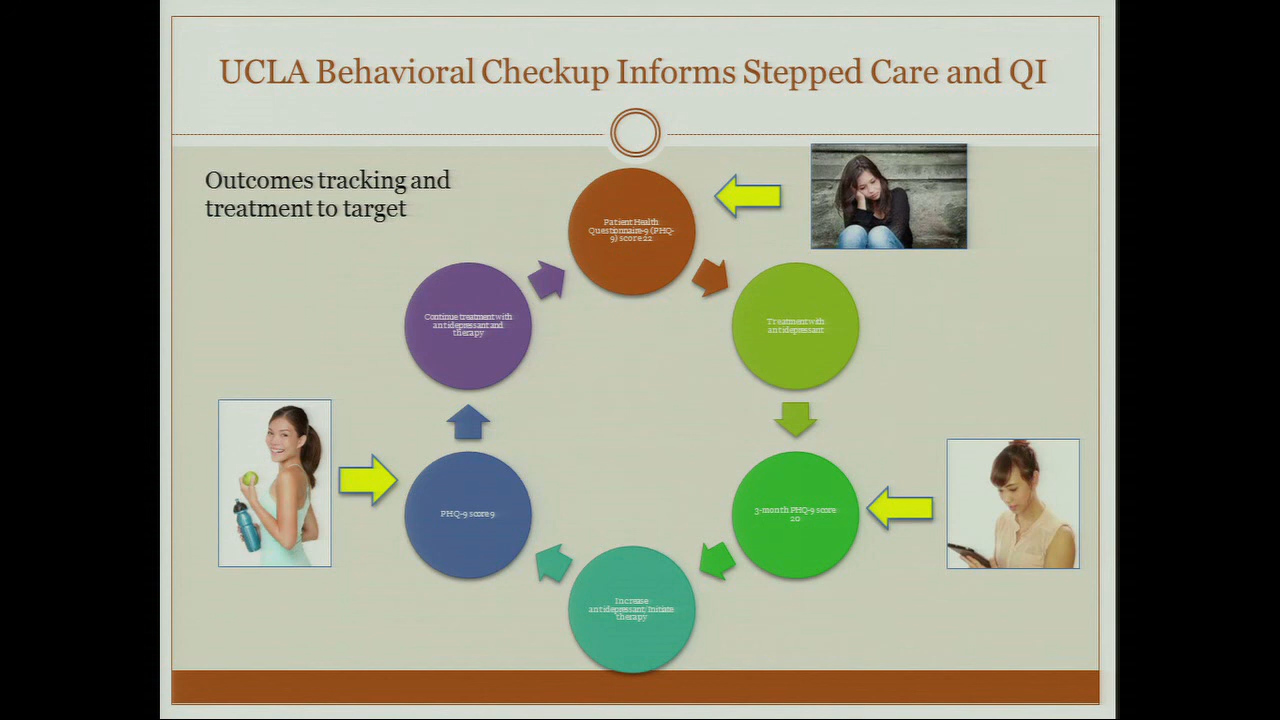 UCLA Behavioral Checkup Informs Stepped Care and QI
Outcomes tracking and
treatment to target
Patient Health
Questionnaire-9 (PHQ-
9) score 22
Treatment with
antidepressant
3-month PHQ-9 score
20
Increase
antidepressant/Initiate
therapy
PHQ-9 score 9
Continue treatment with
antidepressant and
therapy